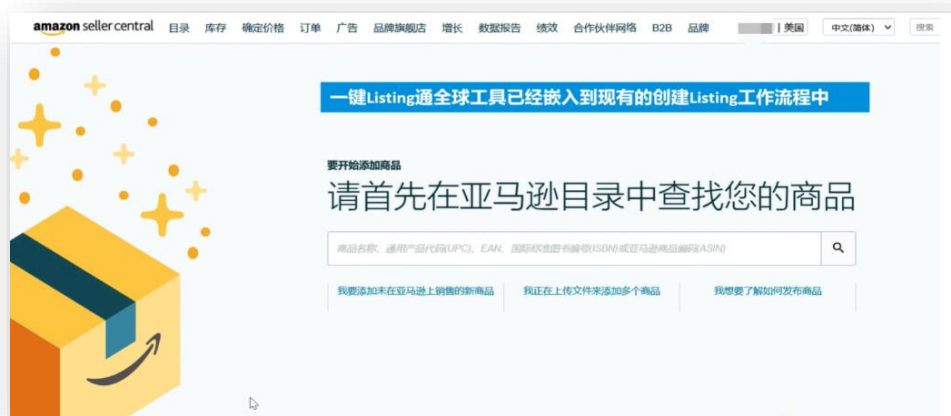 amazon seller central 目录 库存 确定价格 订单 广告 品牌旗舰店 增长 数据报告 绩效 合作伙伴网络 B2B 品牌 | 美国 中文(简体) 搜索
一键Listing通全球工具已经嵌入到现有的创建Listing工作流程中
要开始添加商品
请首先在亚马逊目录中查找您的商品
商品名称、通用产品代码(UPC)、EAN、国际标准图书编号(ISBN)或亚马逊商品编码(ASIN)
我要添加未在亚马逊上销售的新商品 我正在上传文件来添加多个商品 我想要了解如何发布商品